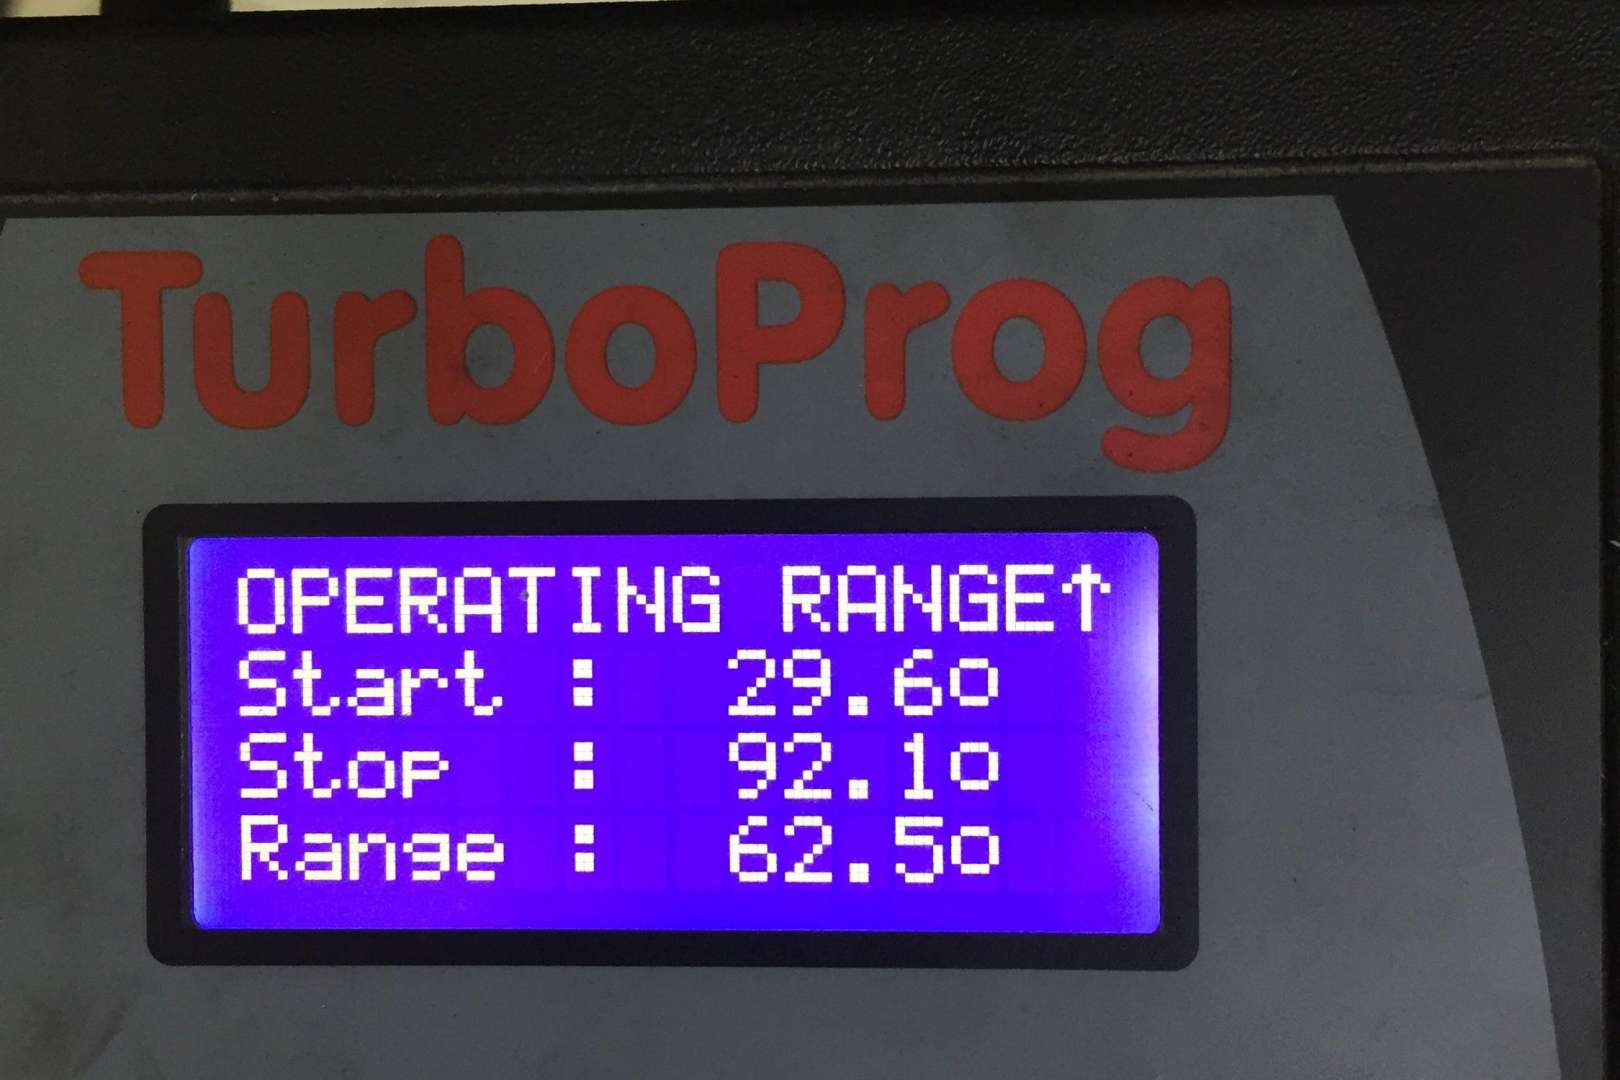 TurboProg
OPERATING RANGE↑
Start : 29.6o
Stop : 92.1o
Range : 62.5o